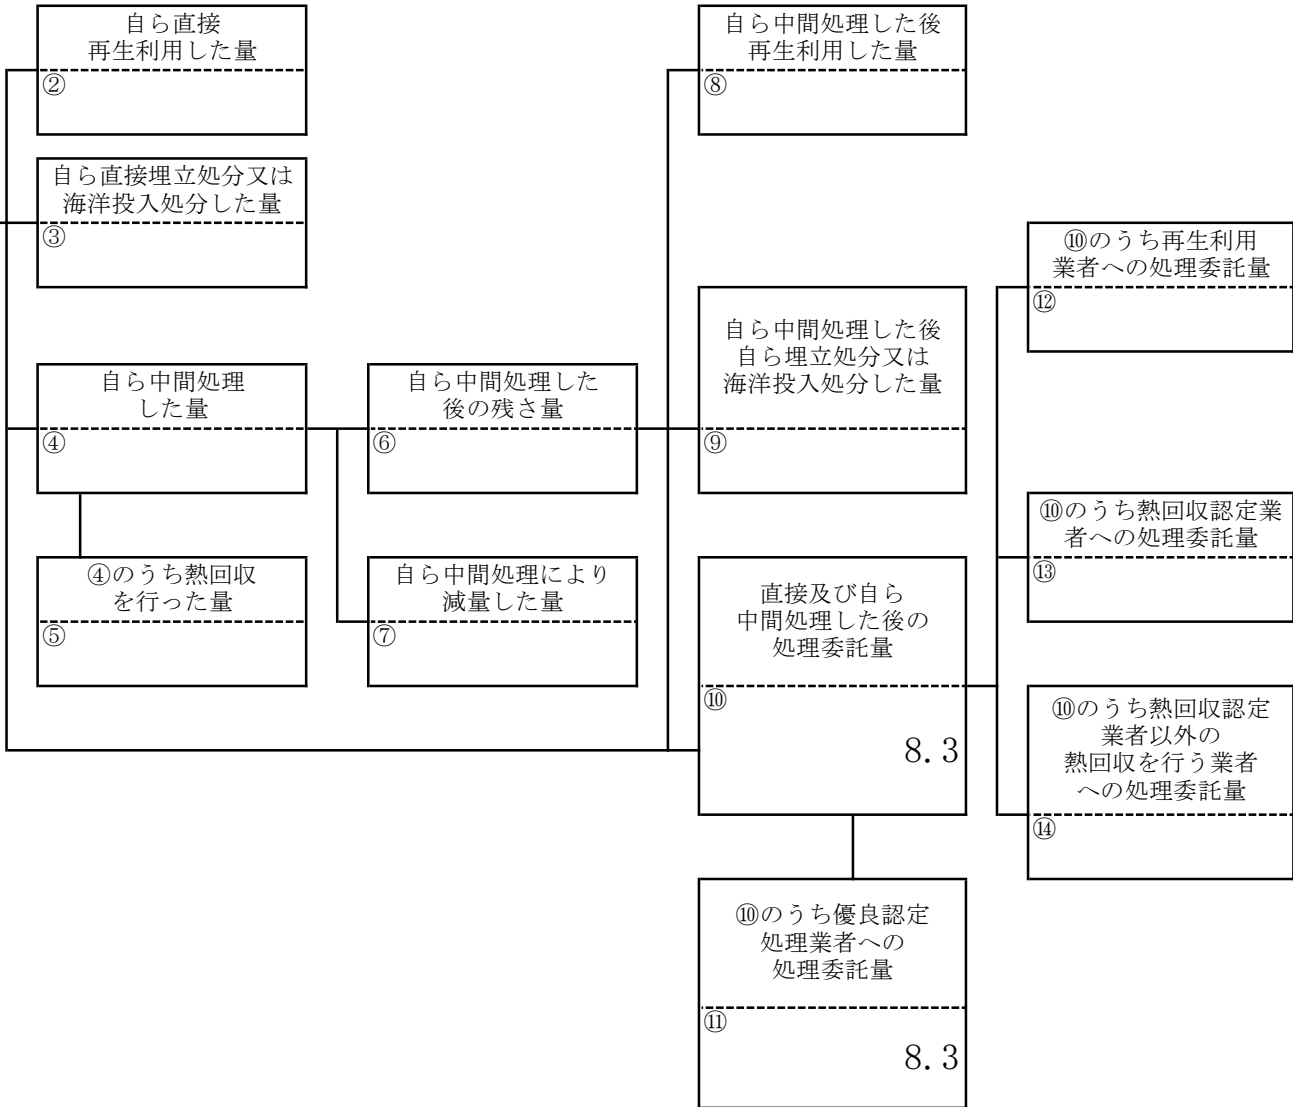 自ら直接
再生利用した量
②
自ら直接埋立処分又は
海洋投入処分した量
③
自ら中間処理
した量
④
④のうち熱回収
を行った量
⑤
自ら中間処理した
後の残さ量
⑥
自ら中間処理により
減量した量
⑦
自ら中間処理した後
再生利用した量
⑧
自ら中間処理した後
自ら埋立処分又は
海洋投入処分した量
⑨
直接及び自ら
中間処理した後の
処理委託量
⑩
8.3
⑩のうち優良認定
処理業者への
処理委託量
⑪
8.3
⑩のうち再生利用
業者への処理委託量
⑫
⑩のうち熱回収認定業
者への処理委託量
⑬
⑩のうち熱回収認定
業者以外の
熱回収を行う業者
への処理委託量
⑭